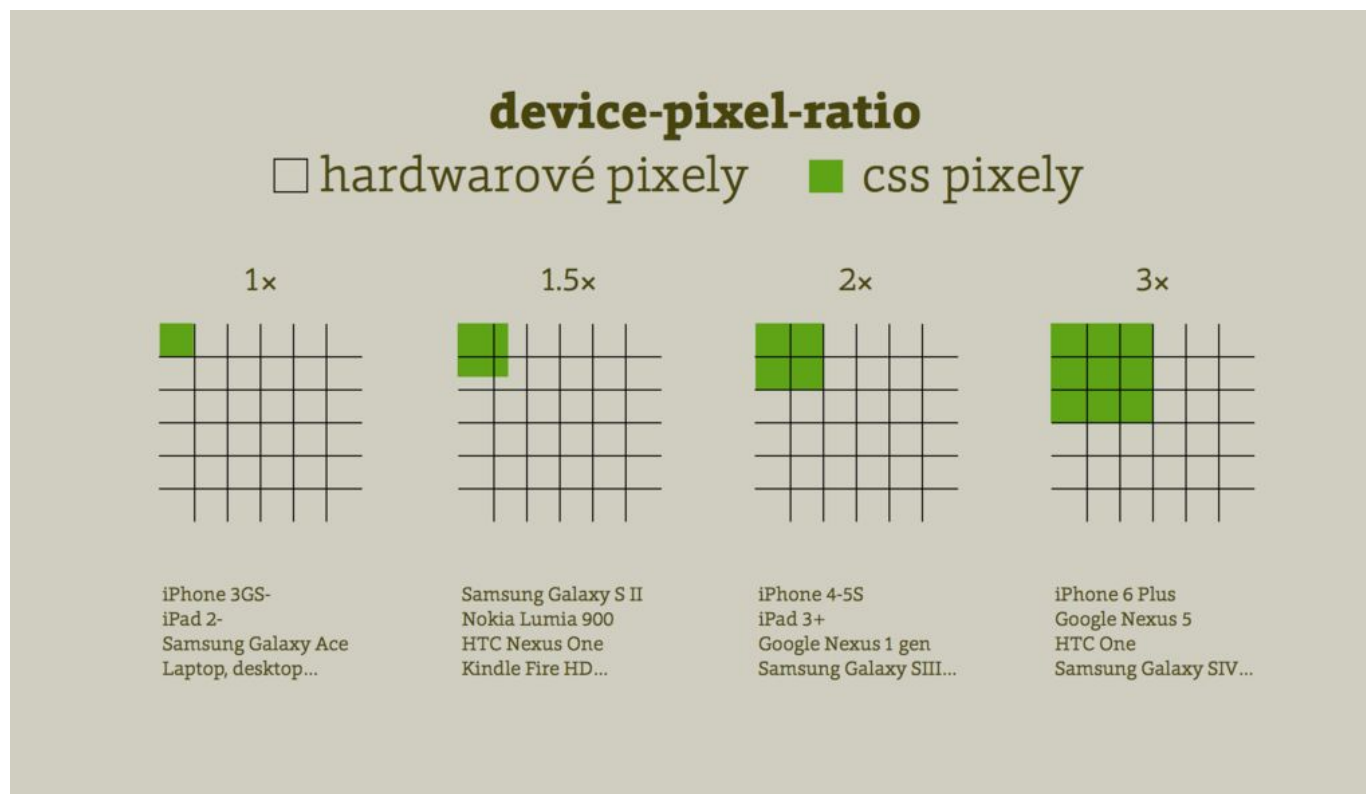 device-pixel-ratio
hardwarové pixely css pixely
1× 1.5× 2× 3×
iPhone 3GS-
iPad 2-
Samsung Galaxy Ace
Laptop, desktop...
Samsung Galaxy S II
Nokia Lumia 900
HTC Nexus One
Kindle Fire HD...
iPhone 4-5S
iPad 3+
Google Nexus 1 gen
Samsung Galaxy SIII...
iPhone 6 Plus
Google Nexus 5
HTC One
Samsung Galaxy SIV...